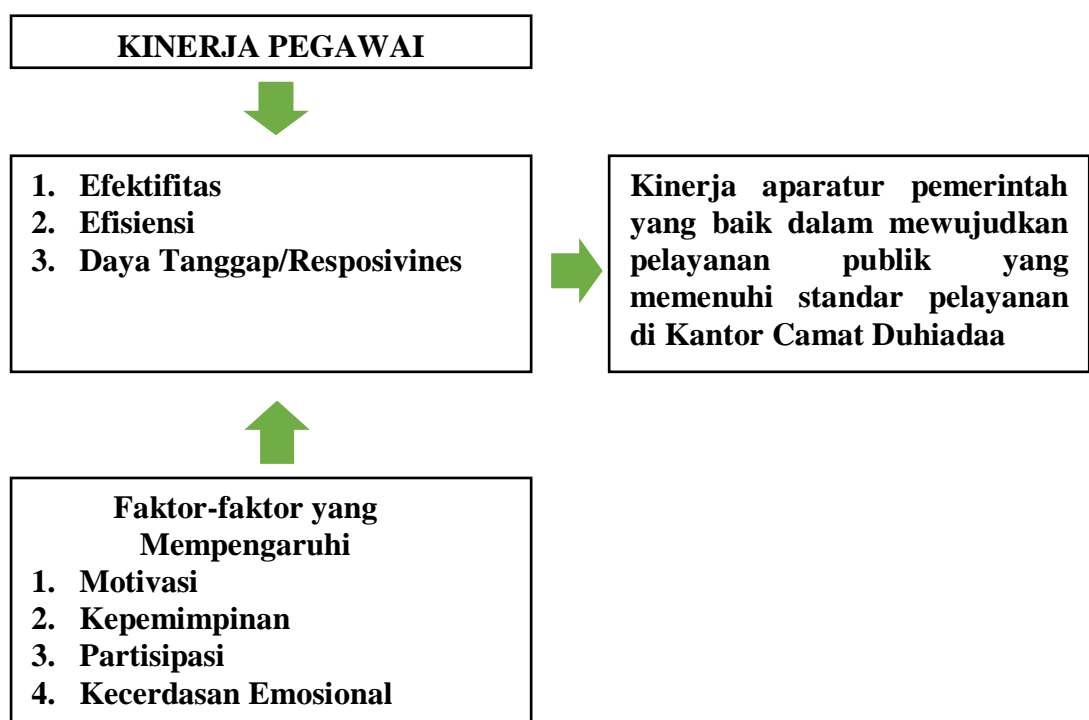 KINERJA PEGAWAI
1. Efektifitas
2. Efisiensi
3. Daya Tanggap/Resposivines
Kinerja aparatur pemerintah
yang baik dalam mewujudkan
pelayanan publik yang
memenuhi standar pelayanan
di Kantor Camat Duhiadaa
Faktor-faktor yang
Mempengaruhi
1. Motivasi
2. Kepemimpinan
3. Partisipasi
4. Kecerdasan Emosional